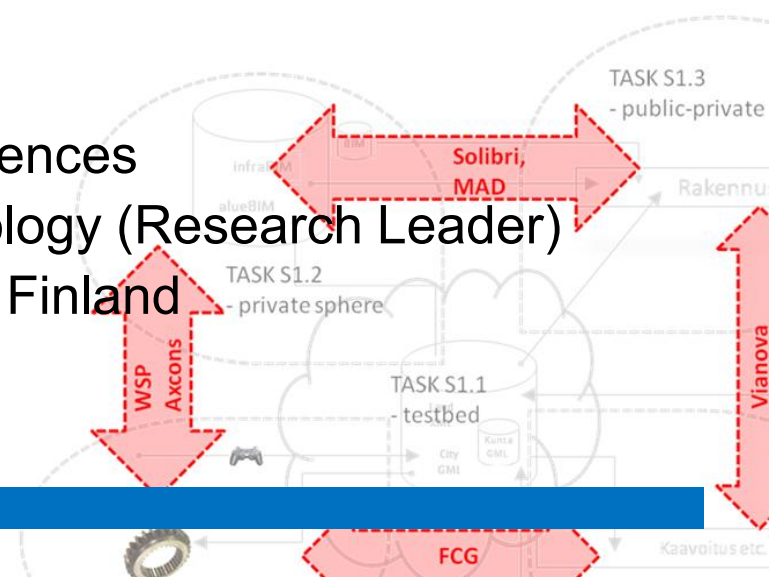 TASK S1.3
- public-private
ences
BIM
infraBIM
Solibri,
MAD
Rakennus
alueBIM
ology (Research Leader)
TASK S1.2
- private sphere
Finland
WSP
Axcons
Vianova
TASK S1.1
- testbed
Kunta
GML
City
GML
FCG
Kaavoitus etc.